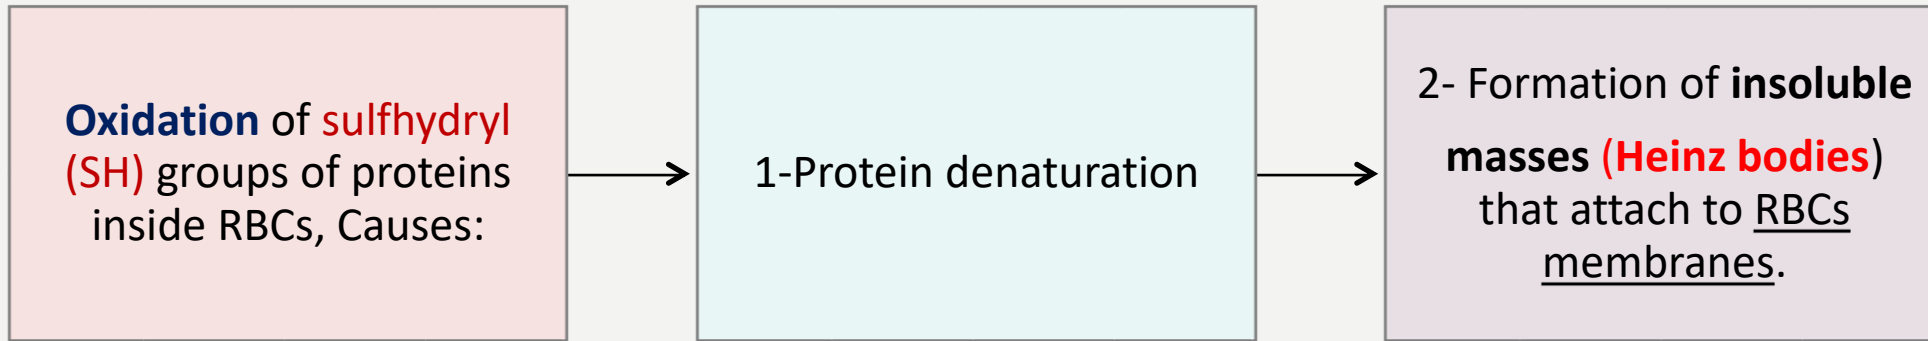 Oxidation of sulfhydryl
(SH) groups of proteins
inside RBCs, Causes:
1-Protein denaturation
2- Formation of insoluble
masses (Heinz bodies)
that attach to RBCs
membranes.